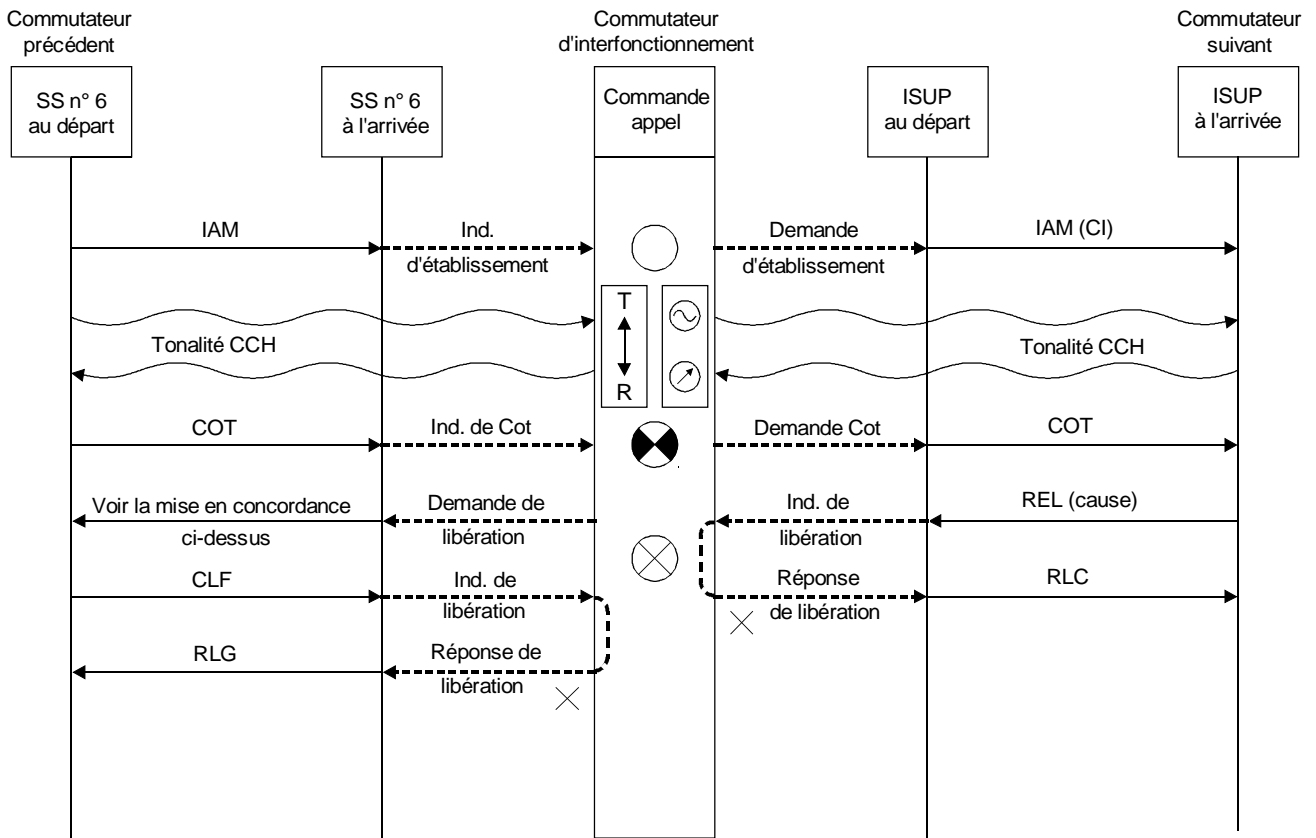 Commutateur
précédent
Commutateur
d'interfonctionnement
Commutateur
suivant
SS n° 6
au départ
SS n° 6
à l'arrivée
Commande
appel
ISUP
au départ
ISUP
à l'arrivée
IAM
Ind.
d'établissement
Demande
d'établissement
IAM (CI)
T
R
Tonalité CCH
Tonalité CCH
COT
Ind. de Cot
Demande Cot
COT
Voir la mise en concordance
ci-dessus
Demande de
libération
Ind. de
libération
REL (cause)
CLF
Ind. de
libération
Réponse
de libération
RLC
RLG
Réponse de
libération